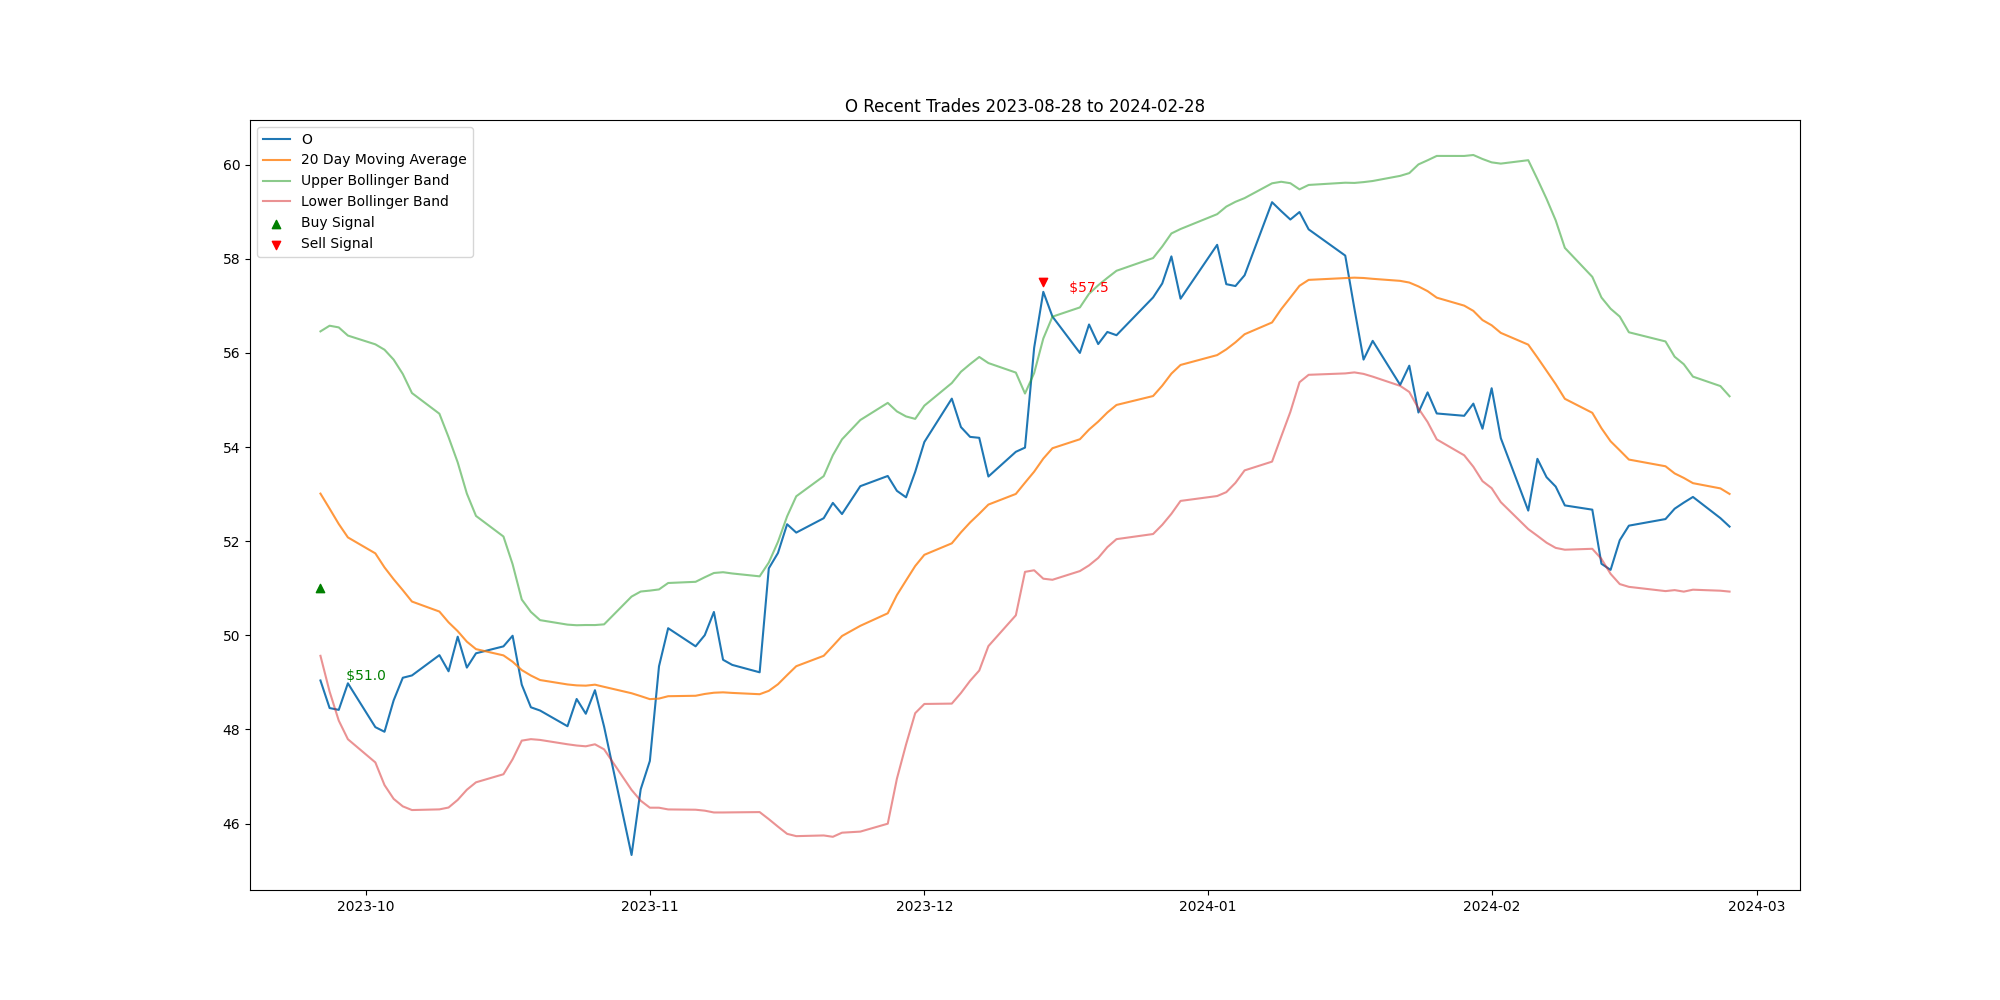 O Recent Trades 2023-08-28 to 2024-02-28
O
20 Day Moving Average
Upper Bollinger Band
Lower Bollinger Band
Buy Signal
Sell Signal
60
58
56
54
52
50
48
46
$57.5
$51.0
2023-10
2023-11
2023-12
2024-01
2024-02
2024-03